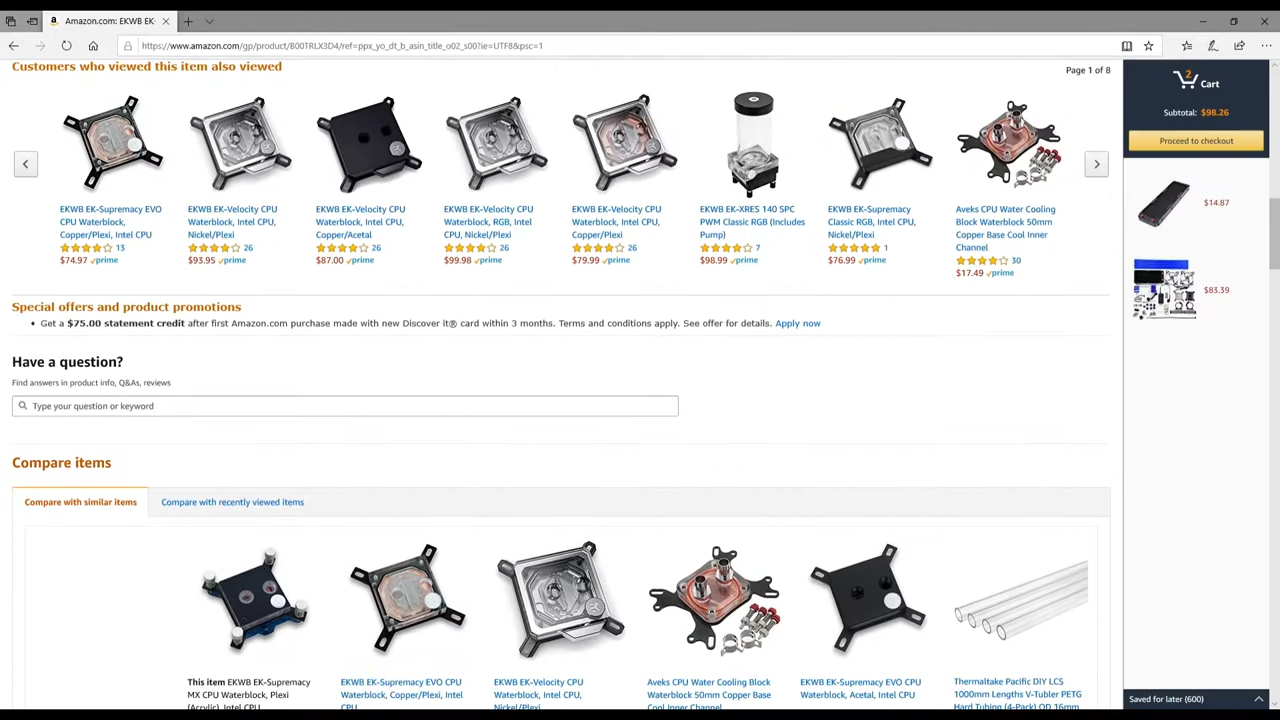 Amazon.com: EKWB EK-
https://www.amazon.com/gp/product/B00TRLX3D4/ref=ppx_yo_dt_b_asin_title_o02_s00?ie=UTF8&psc=1
Customers who viewed this item also viewed
Page 1 of 8
EKWB EK-Supremacy EVO
CPU Waterblock,
Copper/Plexi, Intel CPU
13
$74.97 prime
EKWB EK-Velocity CPU
Waterblock, Intel CPU,
Nickel/Plexi
26
$93.95 prime
EKWB EK-Velocity CPU
Waterblock, Intel CPU,
Copper/Acetal
26
$87.00 prime
EKWB EK-Velocity CPU
Waterblock, RGB, Intel
CPU, Nickel/Plexi
26
$99.98 prime
EKWB EK-Velocity CPU
Waterblock, Intel CPU,
Copper/Plexi
26
$79.99 prime
EKWB EK-XRES 140 SPC
PWM Classic RGB (Includes
Pump)
7
$98.99 prime
EKWB EK-Supremacy
Classic RGB, Intel CPU,
Nickel/Plexi
1
$76.99 prime
Aveks CPU Water Cooling
Block Waterblock 50mm
Copper Base Cool Inner
Channel
30
$17.49 prime
Special offers and product promotions
• Get a $75.00 statement credit after first Amazon.com purchase made with new Discover it® card within 3 months. Terms and conditions apply. See offer for details. Apply now
Have a question?
Find answers in product info, Q&As, reviews
Type your question or keyword
Compare items
Compare with similar items
Compare with recently viewed items
This item EKWB EK-Supremacy
MX CPU Waterblock, Plexi
(Acrylic), Intel CPU
EKWB EK-Supremacy EVO CPU
Waterblock, Copper/Plexi, Intel
CPU
EKWB EK-Velocity CPU
Waterblock, Intel CPU,
Nickel/Plexi
Aveks CPU Water Cooling
Block Waterblock 50mm Copper Base
Cool Inner Channel
EKWB EK-Supremacy EVO CPU
Waterblock, Acetal, Intel CPU
Thermaltake Pacific DIY LCS
1000mm Lengths V-Tubler PETG
Hard Tubing (4-Pack) OD 16mm
2
Cart
Subtotal: $98.26
Proceed to checkout
$14.87
$83.39
Saved for later (600)